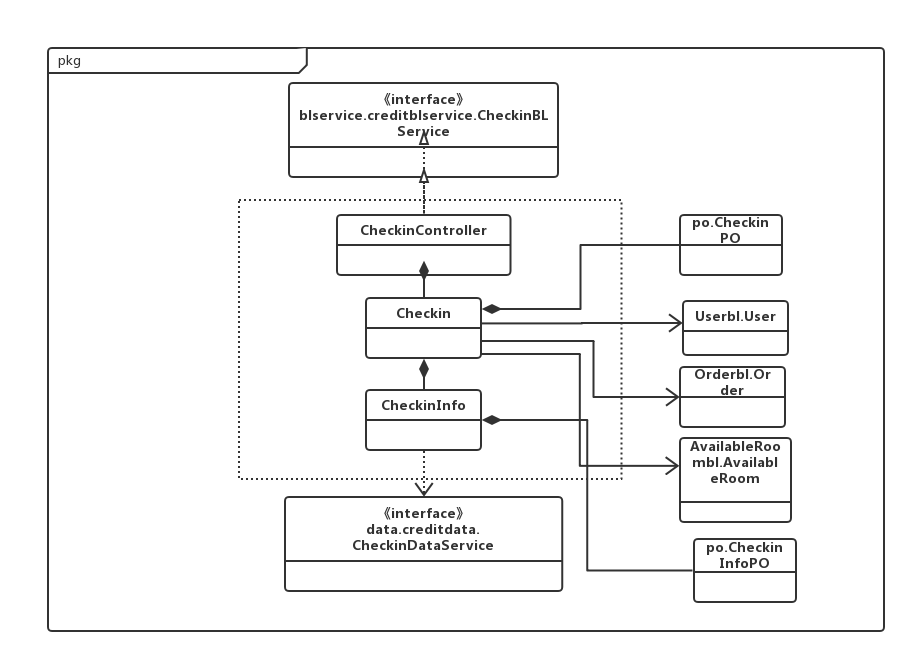 pkg
《interface》
blservice.creditblservice.CheckinBL
Service
CheckinController
po.Checkin
PO
Checkin
Userbl.User
Orderbl.Or
der
CheckinInfo
AvailableRoo
mbl.Availabl
eRoom
《interface》
data.creditdata.
CheckinDataService
po.Checkin
InfoPO